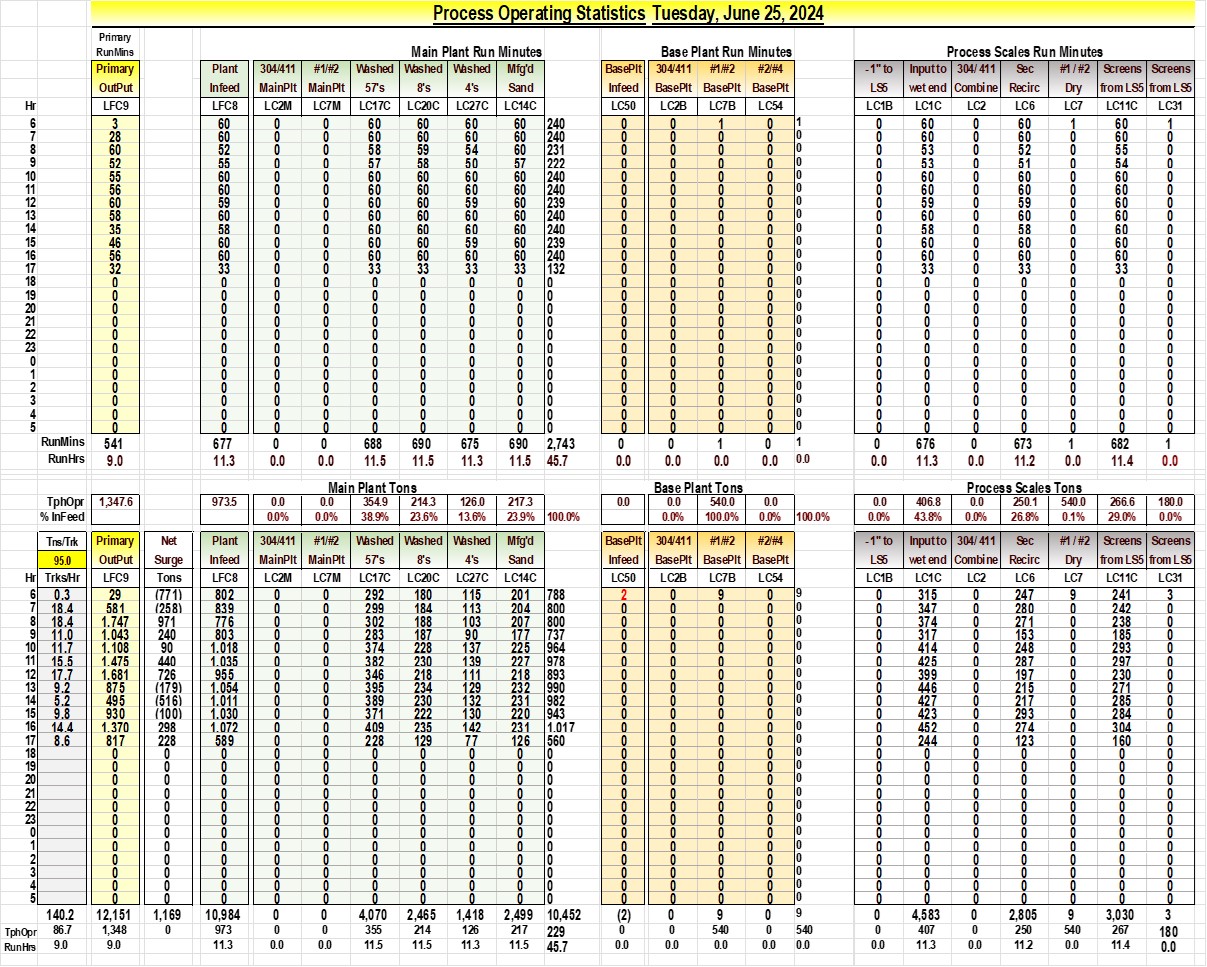 Process Operating Statistics Tuesday, June 25, 2024
Primary
RunMins Main Plant Run Minutes Base Plant Run Minutes Process Scales Run Minutes
Primary Plant 304/411 #1/#2 Washed Washed Washed Mfg'd BasePlt 304/411 #1/#2 #2/#4 -1" to Input to 304/ 411 Sec #1 / #2 Screens Screens
OutPut Infeed MainPlt MainPlt 57's 8's 4's Sand Infeed BasePlt BasePlt BasePlt LS5 wet end Combine Recirc Dry from LS5 from LS5
Hr LFC9 LFC8 LC2M LC7M LC17C LC20C LC27C LC14C LC50 LC2B LC7B LC54 LC1B LC1C LC2 LC6 LC7 LC11C LC31
6 3 60 0 0 60 60 60 60 240 0 0 1 0 1 0 60 0 60 1 60 1
7 28 60 0 0 60 60 60 60 240 0 0 0 0 0 0 60 0 60 0 60 0
8 60 52 0 0 58 59 54 60 231 0 0 0 0 0 0 53 0 52 0 55 0
9 52 55 0 0 57 58 50 57 222 0 0 0 0 0 0 53 0 51 0 54 0
10 55 60 0 0 60 60 60 60 240 0 0 0 0 0 0 60 0 60 0 60 0
11 56 60 0 0 60 60 60 60 240 0 0 0 0 0 0 60 0 60 0 60 0
12 60 59 0 0 60 60 59 60 239 0 0 0 0 0 0 59 0 59 0 60 0
13 58 60 0 0 60 60 60 60 240 0 0 0 0 0 0 60 0 60 0 60 0
14 35 58 0 0 60 60 60 60 240 0 0 0 0 0 0 58 0 58 0 60 0
15 46 60 0 0 60 60 59 60 239 0 0 0 0 0 0 60 0 60 0 60 0
16 56 60 0 0 60 60 60 60 240 0 0 0 0 0 0 60 0 60 0 60 0
17 32 33 0 0 33 33 33 33 132 0 0 0 0 0 0 33 0 33 0 33 0
18 0 0 0 0 0 0 0 0 0 0 0 0 0 0 0 0 0 0 0 0 0
19 0 0 0 0 0 0 0 0 0 0 0 0 0 0 0 0 0 0 0 0 0
20 0 0 0 0 0 0 0 0 0 0 0 0 0 0 0 0 0 0 0 0 0
21 0 0 0 0 0 0 0 0 0 0 0 0 0 0 0 0 0 0 0 0 0
22 0 0 0 0 0 0 0 0 0 0 0 0 0 0 0 0 0 0 0 0 0
23 0 0 0 0 0 0 0 0 0 0 0 0 0 0 0 0 0 0 0 0 0
0 0 0 0 0 0 0 0 0 0 0 0 0 0 0 0 0 0 0 0 0 0
1 0 0 0 0 0 0 0 0 0 0 0 0 0 0 0 0 0 0 0 0 0
2 0 0 0 0 0 0 0 0 0 0 0 0 0 0 0 0 0 0 0 0 0
3 0 0 0 0 0 0 0 0 0 0 0 0 0 0 0 0 0 0 0 0 0
4 0 0 0 0 0 0 0 0 0 0 0 0 0 0 0 0 0 0 0 0 0
5 0 0 0 0 0 0 0 0 0 0 0 0 0 0 0 0 0 0 0 0 0
RunMins 541 677 0 0 688 690 675 690 2,743 0 0 1 0 1 0 676 0 673 1 682 1
RunHrs 9.0 11.3 0.0 0.0 11.5 11.5 11.3 11.5 45.7 0.0 0.0 0.0 0.0 0.0 0.0 11.3 0.0 11.2 0.0 11.4 0.0
Main Plant Tons Base Plant Tons Process Scales Tons
TphOpr 1,347.6 973.5 0.0 0.0 354.9 214.3 126.0 217.3 0.0 0.0 540.0 0.0 0.0 406.8 0.0 250.1 540.0 266.6 180.0
% InFeed 0.0% 0.0% 38.9% 23.6% 13.6% 23.9% 100.0% 0.0% 100.0% 0.0% 100.0% 0.0% 43.8% 0.0% 26.8% 0.1% 29.0% 0.0%
Tns/Trk Primary Net Plant 304/411 #1/#2 Washed Washed Washed Mfg'd BasePlt 304/411 #1/#2 #2/#4 -1" to Input to 304/ 411 Sec #1 / #2 Screens Screens
95.0 OutPut Surge Infeed MainPlt MainPlt 57's 8's 4's Sand Infeed BasePlt BasePlt BasePlt LS5 wet end Combine Recirc Dry from LS5 from LS5
Hr Trks/Hr LFC9 Tons LFC8 LC2M LC7M LC17C LC20C LC27C LC14C LC50 LC2B LC7B LC54 LC1B LC1C LC2 LC6 LC7 LC11C LC31
6 0.3 29 (771) 802 0 0 292 180 115 201 788 2 0 9 0 9 0 315 0 247 9 241 3
7 18.4 581 (258) 839 0 0 299 184 113 204 800 0 0 0 0 0 0 347 0 280 0 242 0
8 18.4 1.747 971 776 0 0 302 188 103 207 800 0 0 0 0 0 0 374 0 271 0 238 0
9 11.0 1.043 240 803 0 0 283 187 90 177 737 0 0 0 0 0 0 317 0 153 0 185 0
10 11.7 1.108 90 1.018 0 0 374 228 137 225 964 0 0 0 0 0 0 414 0 248 0 293 0
11 15.5 1.475 440 1.035 0 0 382 230 139 227 978 0 0 0 0 0 0 425 0 287 0 297 0
12 17.7 1.681 726 955 0 0 346 218 111 218 893 0 0 0 0 0 0 399 0 197 0 230 0
13 9.2 875 (179) 1.054 0 0 395 234 129 232 990 0 0 0 0 0 0 446 0 215 0 271 0
14 5.2 495 (516) 1.011 0 0 389 230 132 231 982 0 0 0 0 0 0 427 0 217 0 285 0
15 9.8 930 (100) 1.030 0 0 371 222 130 220 943 0 0 0 0 0 0 423 0 293 0 284 0
16 14.4 1.370 298 1.072 0 0 409 235 142 231 1.017 0 0 0 0 0 0 452 0 274 0 304 0
17 8.6 817 228 589 0 0 228 129 77 126 560 0 0 0 0 0 0 244 0 123 0 160 0
18 0 0 0 0 0 0 0 0 0 0 0 0 0 0 0 0 0 0 0 0 0 0
19 0 0 0 0 0 0 0 0 0 0 0 0 0 0 0 0 0 0 0 0 0 0
20 0 0 0 0 0 0 0 0 0 0 0 0 0 0 0 0 0 0 0 0 0 0
21 0 0 0 0 0 0 0 0 0 0 0 0 0 0 0 0 0 0 0 0 0 0
22 0 0 0 0 0 0 0 0 0 0 0 0 0 0 0 0 0 0 0 0 0 0
23 0 0 0 0 0 0 0 0 0 0 0 0 0 0 0 0 0 0 0 0 0 0
0 0 0 0 0 0 0 0 0 0 0 0 0 0 0 0 0 0 0 0 0 0 0
1 0 0 0 0 0 0 0 0 0 0 0 0 0 0 0 0 0 0 0 0 0 0
2 0 0 0 0 0 0 0 0 0 0 0 0 0 0 0 0 0 0 0 0 0 0
3 0 0 0 0 0 0 0 0 0 0 0 0 0 0 0 0 0 0 0 0 0 0
4 0 0 0 0 0 0 0 0 0 0 0 0 0 0 0 0 0 0 0 0 0 0
5 0 0 0 0 0 0 0 0 0 0 0 0 0 0 0 0 0 0 0 0 0 0
140.2 12,151 1,169 10,984 0 0 4,070 2,465 1,418 2,499 10,452 (2) 0 9 0 9 0 4,583 0 2,805 9 3,030 3
TphOpr 86.7 1,348 0 973 0 0 355 214 126 217 229 0 0 540 0 540 0 407 0 250 540 267 180
RunHrs 9.0 9.0 11.3 0.0 0.0 11.5 11.5 11.3 11.5 45.7 0.0 0.0 0.0 0.0 0.0 11.3 0.0 11.2 0.0 11.4 0.0